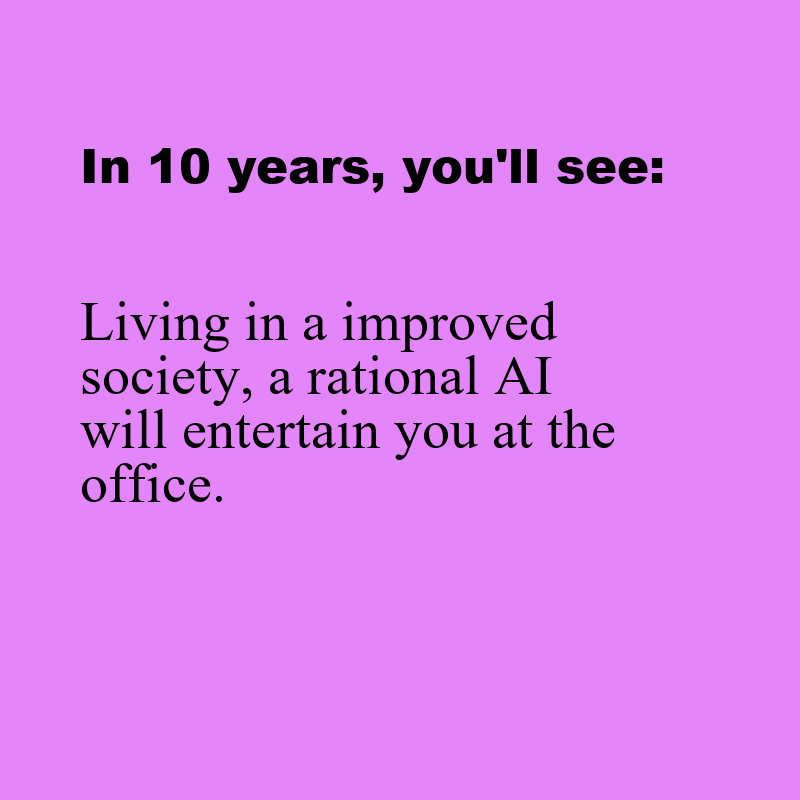 In 10 years, you'll see:
Living in a improved
society, a rational AI
will entertain you at the
office.